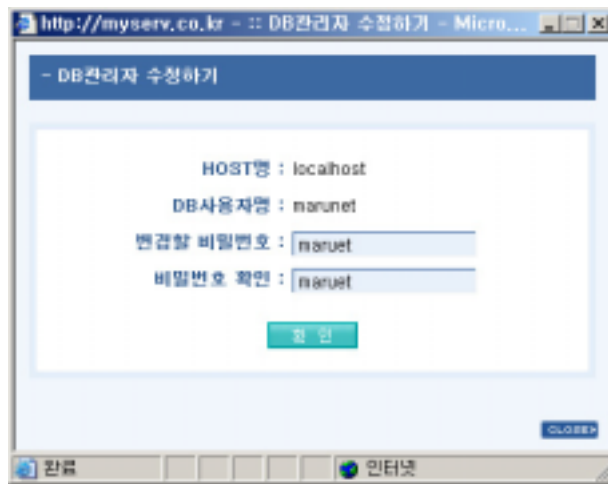 http://myserv.co.kr - :: DB관리자 수정하기 - Micro...
- DB관리자 수정하기
HOST명 : localhost
DB사용자명 : marunet
변경할 비밀번호 : maruet
비밀번호 확인 : maruet
확 인
CLOSE
완료
인터넷